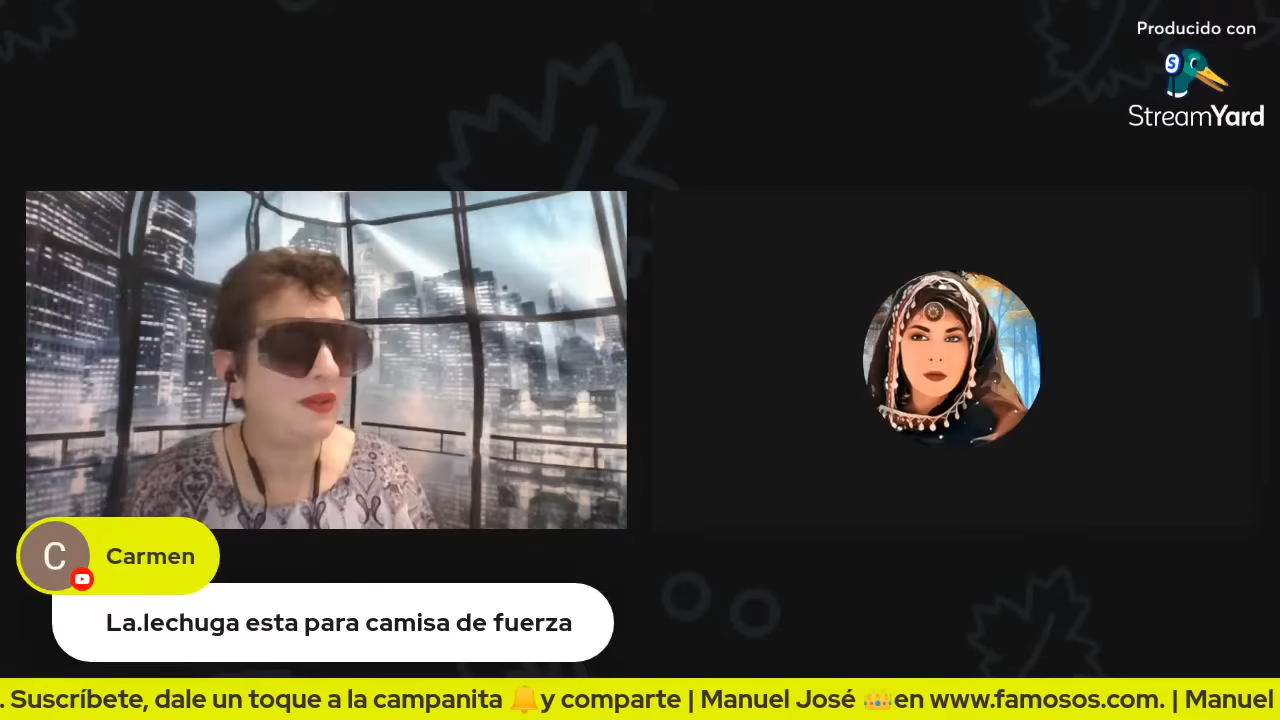 Producido con
S
StreamYard
C
Carmen
La.lechuga esta para camisa de fuerza
. Suscríbete, dale un toque a la campanita 🔔y comparte | Manuel José 👑en www.famosos.com. | Manuel